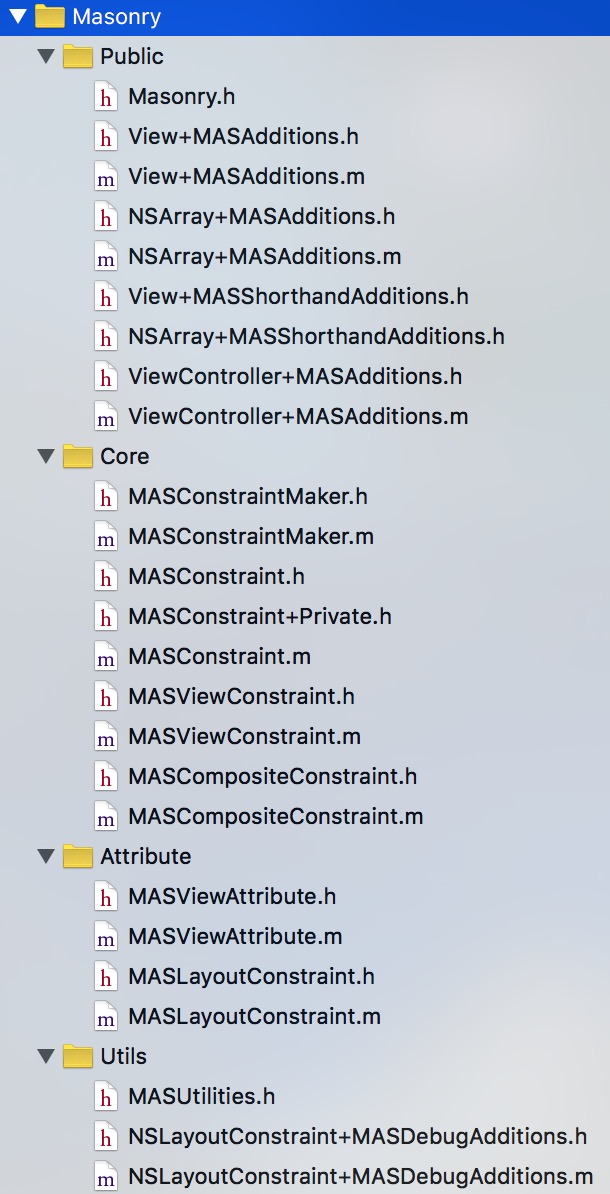 Masonry
Public
h Masonry.h
h View+MASAdditions.h
m View+MASAdditions.m
h NSArray+MASAdditions.h
m NSArray+MASAdditions.m
h View+MASShorthandAdditions.h
h NSArray+MASShorthandAdditions.h
h ViewController+MASAdditions.h
m ViewController+MASAdditions.m
Core
h MASConstraintMaker.h
m MASConstraintMaker.m
h MASConstraint.h
h MASConstraint+Private.h
m MASConstraint.m
h MASViewConstraint.h
m MASViewConstraint.m
h MASCompositeConstraint.h
m MASCompositeConstraint.m
Attribute
h MASViewAttribute.h
m MASViewAttribute.m
h MASLayoutConstraint.h
m MASLayoutConstraint.m
Utils
h MASUtilities.h
h NSLayoutConstraint+MASDebugAdditions.h
m NSLayoutConstraint+MASDebugAdditions.m